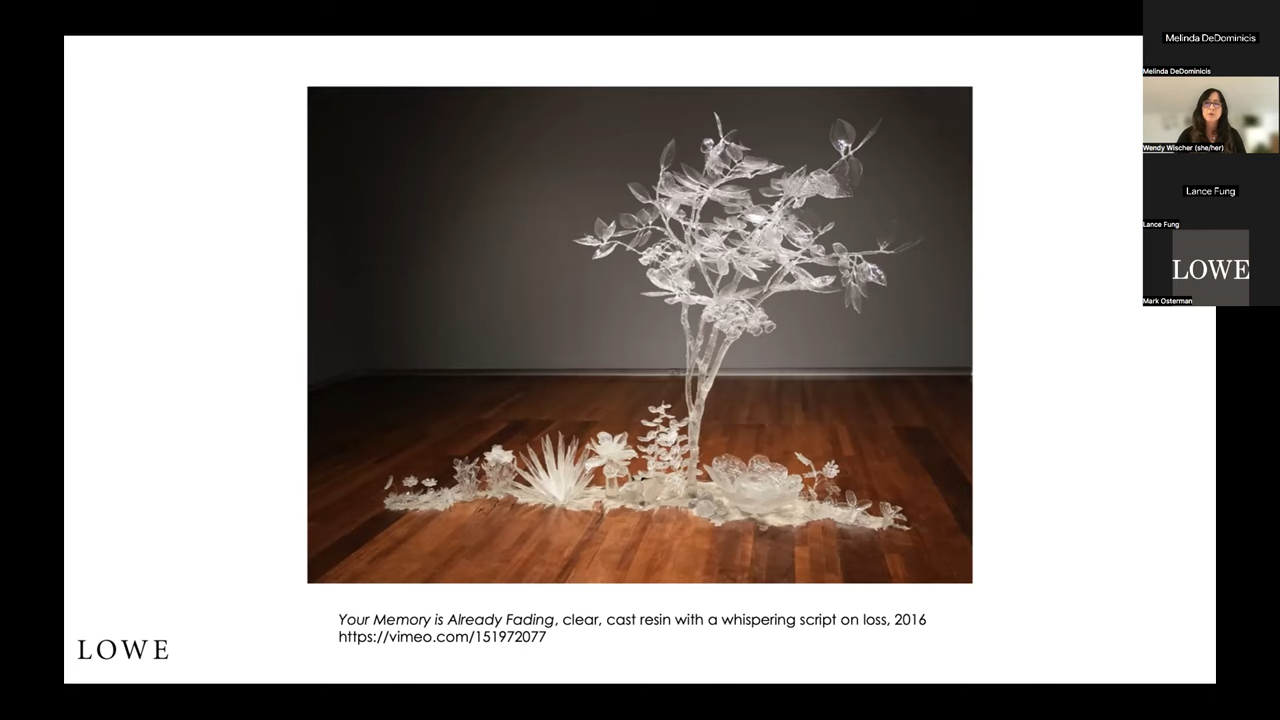 Melinda DeDominicis
Melinda DeDominicis
Wendy Wischer (she/her)
Lance Fung
Lance Fung
LOWE
Mark Osterman
Your Memory is Already Fading, clear, cast resin with a whispering script on loss, 2016
https://vimeo.com/151972077
LOWE